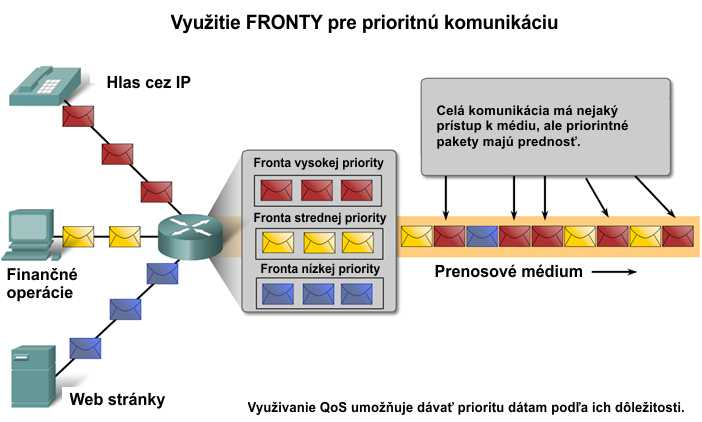 Využitie FRONTY pre prioritnú komunikáciu
Hlas cez IP
Celá komunikácia má nejaký
prístup k médiu, ale priorintné
pakety majú prednosť.
Fronta vysokej priority
Fronta strednej priority
Fronta nízkej priority
Finančné
operácie
Prenosové médium
Web stránky
Využivanie QoS umožňuje dávať prioritu dátam podľa ich dôležitosti.